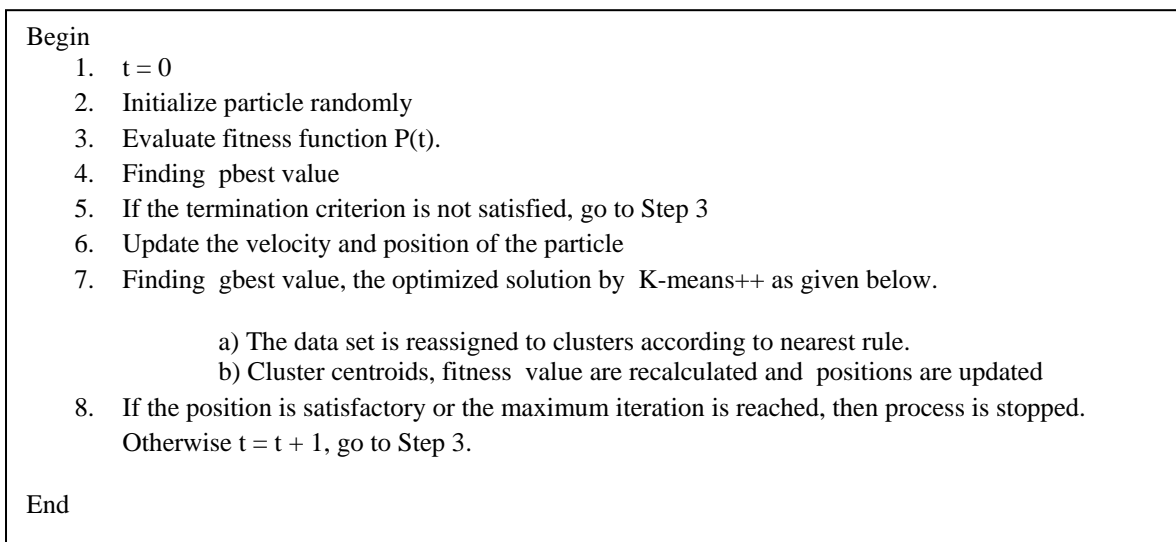 Begin
1. t = 0
2. Initialize particle randomly
3. Evaluate fitness function P(t).
4. Finding pbest value
5. If the termination criterion is not satisfied, go to Step 3
6. Update the velocity and position of the particle
7. Finding gbest value, the optimized solution by K-means++ as given below.
a) The data set is reassigned to clusters according to nearest rule.
b) Cluster centroids, fitness value are recalculated and positions are updated
8. If the position is satisfactory or the maximum iteration is reached, then process is stopped.
Otherwise t = t + 1, go to Step 3.
End